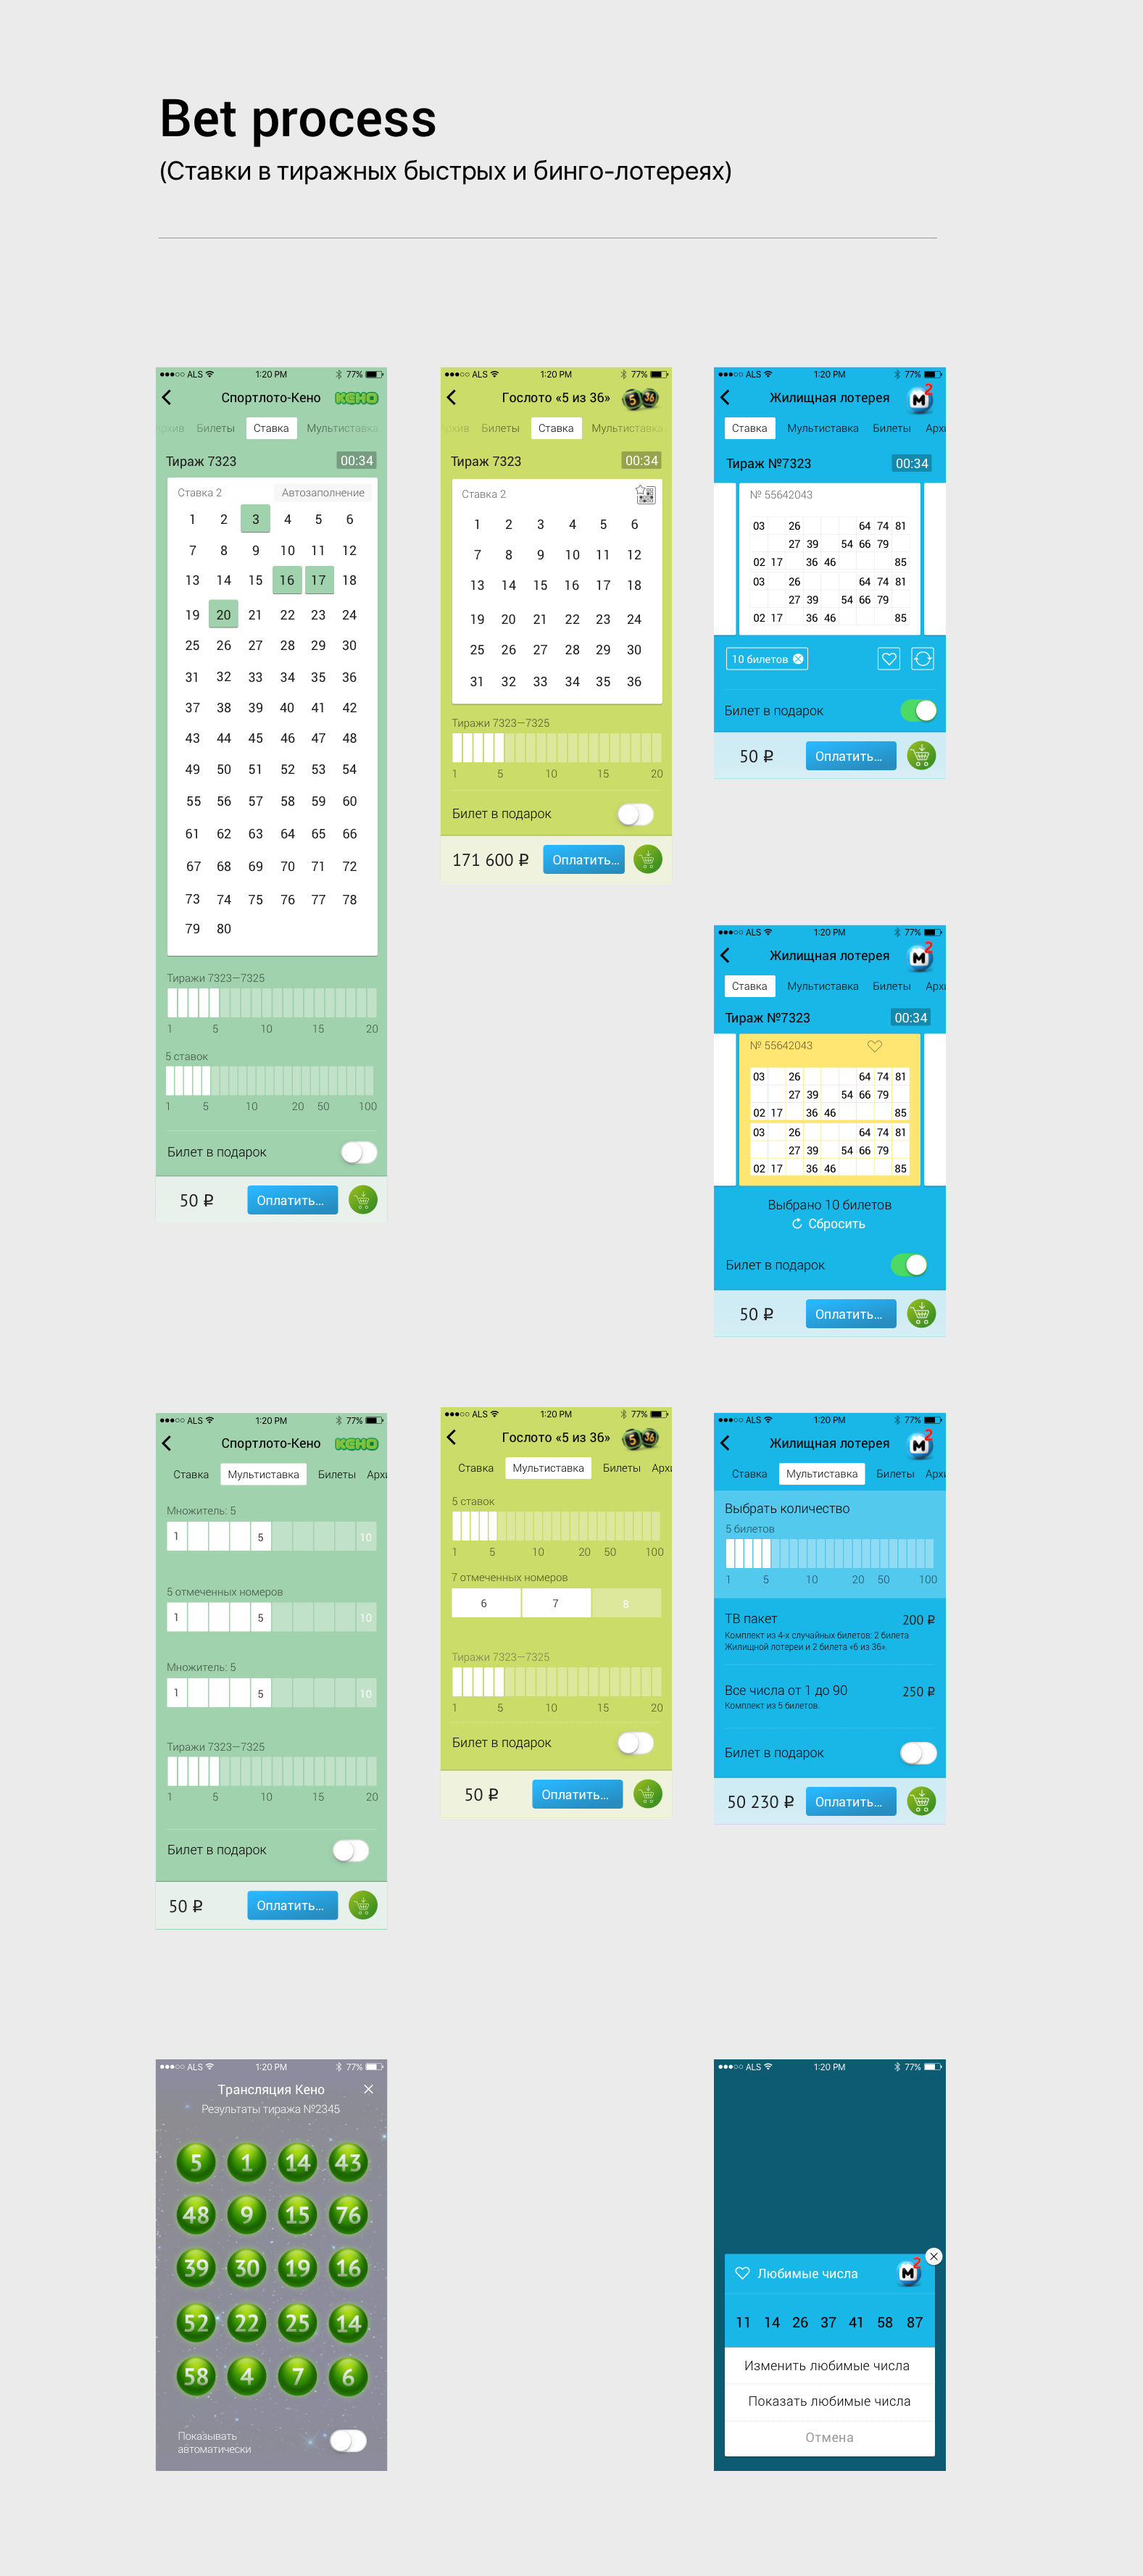 Bet process
(Ставки в тиражных быстрых и бинго-лотереях)
ALS 1:20 PM 77%
Спортлото-Кено КЕНО
Билеты Ставка Мультиставка
Тираж 7323 00:34
Ставка 2 Автозаполнение
1 2 3 4 5 6
7 8 9 10 11 12
13 14 15 16 17 18
19 20 21 22 23 24
25 26 27 28 29 30
31 32 33 34 35 36
37 38 39 40 41 42
43 44 45 46 47 48
49 50 51 52 53 54
55 56 57 58 59 60
61 62 63 64 65 66
67 68 69 70 71 72
73 74 75 76 77 78
79 80
Тиражи 7323—7325
1 5 10 15 20
5 ставок
1 5 10 20 50 100
Билет в подарок
50 ₽ Оплатить...
ALS 1:20 PM 77%
Гослото «5 из 36» 5 36
Билеты Ставка Мультиставка
Тираж 7323 00:34
Ставка 2
1 2 3 4 5 6
7 8 9 10 11 12
13 14 15 16 17 18
19 20 21 22 23 24
25 26 27 28 29 30
31 32 33 34 35 36
Тиражи 7323—7325
1 5 10 15 20
Билет в подарок
171 600 ₽ Оплатить...
ALS 1:20 PM 77%
Жилищная лотерея М2
Ставка Мультиставка Билеты Архи
Тираж №7323 00:34
№ 55642043
03 26 64 74 81
27 39 54 66 79
02 17 36 46 85
03 26 64 74 81
27 39 54 66 79
02 17 36 46 85
10 билетов
Билет в подарок
50 ₽ Оплатить...
ALS 1:20 PM 77%
Жилищная лотерея М2
Ставка Мультиставка Билеты Архи
Тираж №7323 00:34
№ 55642043
03 26 64 74 81
27 39 54 66 79
02 17 36 46 85
03 26 64 74 81
27 39 54 66 79
02 17 36 46 85
Выбрано 10 билетов
Сбросить
Билет в подарок
50 ₽ Оплатить...
ALS 1:20 PM 77%
Спортлото-Кено КЕНО
Ставка Мультиставка Билеты Архи
Множитель: 5
1 5 10
5 отмеченных номеров
1 5 10
Множитель: 5
1 5 10
Тиражи 7323—7325
1 5 10 15 20
Билет в подарок
50 ₽ Оплатить...
ALS 1:20 PM 77%
Гослото «5 из 36» 5 36
Ставка Мультиставка Билеты Архи
5 ставок
1 5 10 20 50 100
7 отмеченных номеров
6 7 8
Тиражи 7323—7325
1 5 10 15 20
Билет в подарок
50 ₽ Оплатить...
ALS 1:20 PM 77%
Жилищная лотерея М2
Ставка Мультиставка Билеты Архи
Выбрать количество
5 билетов
1 5 10 20 50 100
ТВ пакет 200 ₽
Комплект из 4-х случайных билетов: 2 билета
Жилищной лотереи и 2 билета «6 из 36».
Все числа от 1 до 90 250 ₽
Комплект из 5 билетов.
Билет в подарок
50 230 ₽ Оплатить...
ALS 1:20 PM 77%
Трансляция Кено
Результаты тиража №2345
5 1 14 43
48 9 15 76
39 30 19 16
52 22 25 14
58 4 7 6
Показывать
автоматически
ALS 1:20 PM 77%
Любимые числа М2
11 14 26 37 41 58 87
Изменить любимые числа
Показать любимые числа
Отмена